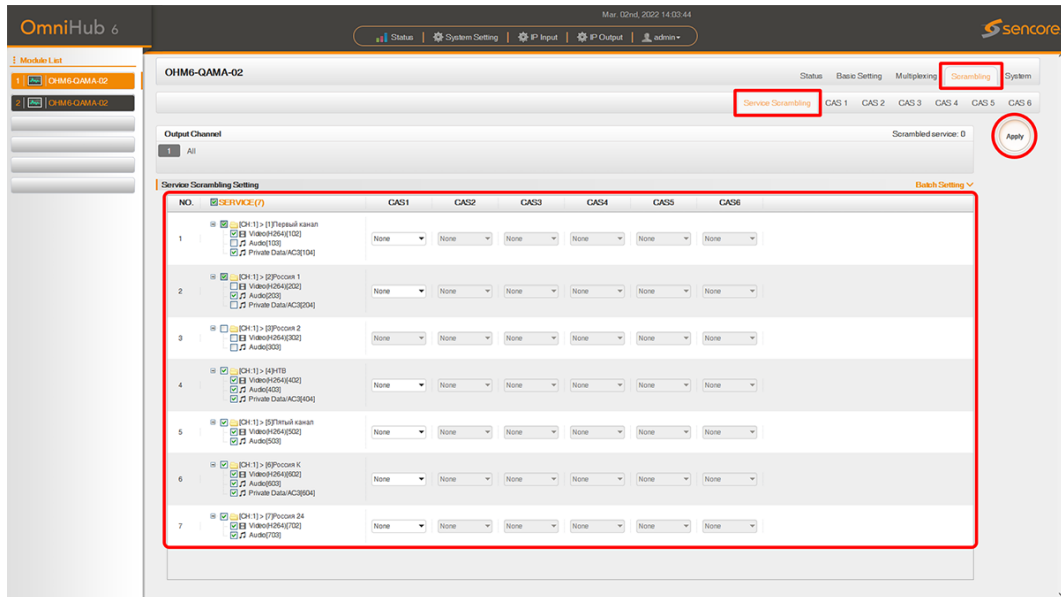 Mar. 02nd, 2022 14:03:44
OmniHub 6
Status System Setting IP Input IP Output admin
sencore
Module List
1 OHM6-QAMA-02
2 OHM6-QAMA-02
OHM6-QAMA-02
Status Basic Setting Multiplexing Scrambling System
Service Scrambling CAS 1 CAS 2 CAS 3 CAS 4 CAS 5 CAS 6
Output Channel Scrambled service: 0
Apply
1 All
Service Scrambling Setting Batch Setting
NO. SERVICE(7) CAS1 CAS2 CAS3 CAS4 CAS5 CAS6
1 [CH:1] > [1]Первый канал
Video(H264)[102]
Audio[103]
Private Data/AC3[104]
None None None None None None
2 [CH:1] > [2]Россия 1
Video(H264)[202]
Audio[203]
Private Data/AC3[204]
None None None None None None
3 [CH:1] > [3]Россия 2
Video(H264)[302]
Audio[303]
None None None None None None
4 [CH:1] > [4]НТВ
Video(H264)[402]
Audio[403]
Private Data/AC3[404]
None None None None None None
5 [CH:1] > [5]Пятый канал
Video(H264)[502]
Audio[503]
None None None None None None
6 [CH:1] > [6]Россия К
Video(H264)[602]
Audio[603]
Private Data/AC3[604]
None None None None None None
7 [CH:1] > [7]Россия 24
Video(H264)[702]
Audio[703]
None None None None None None